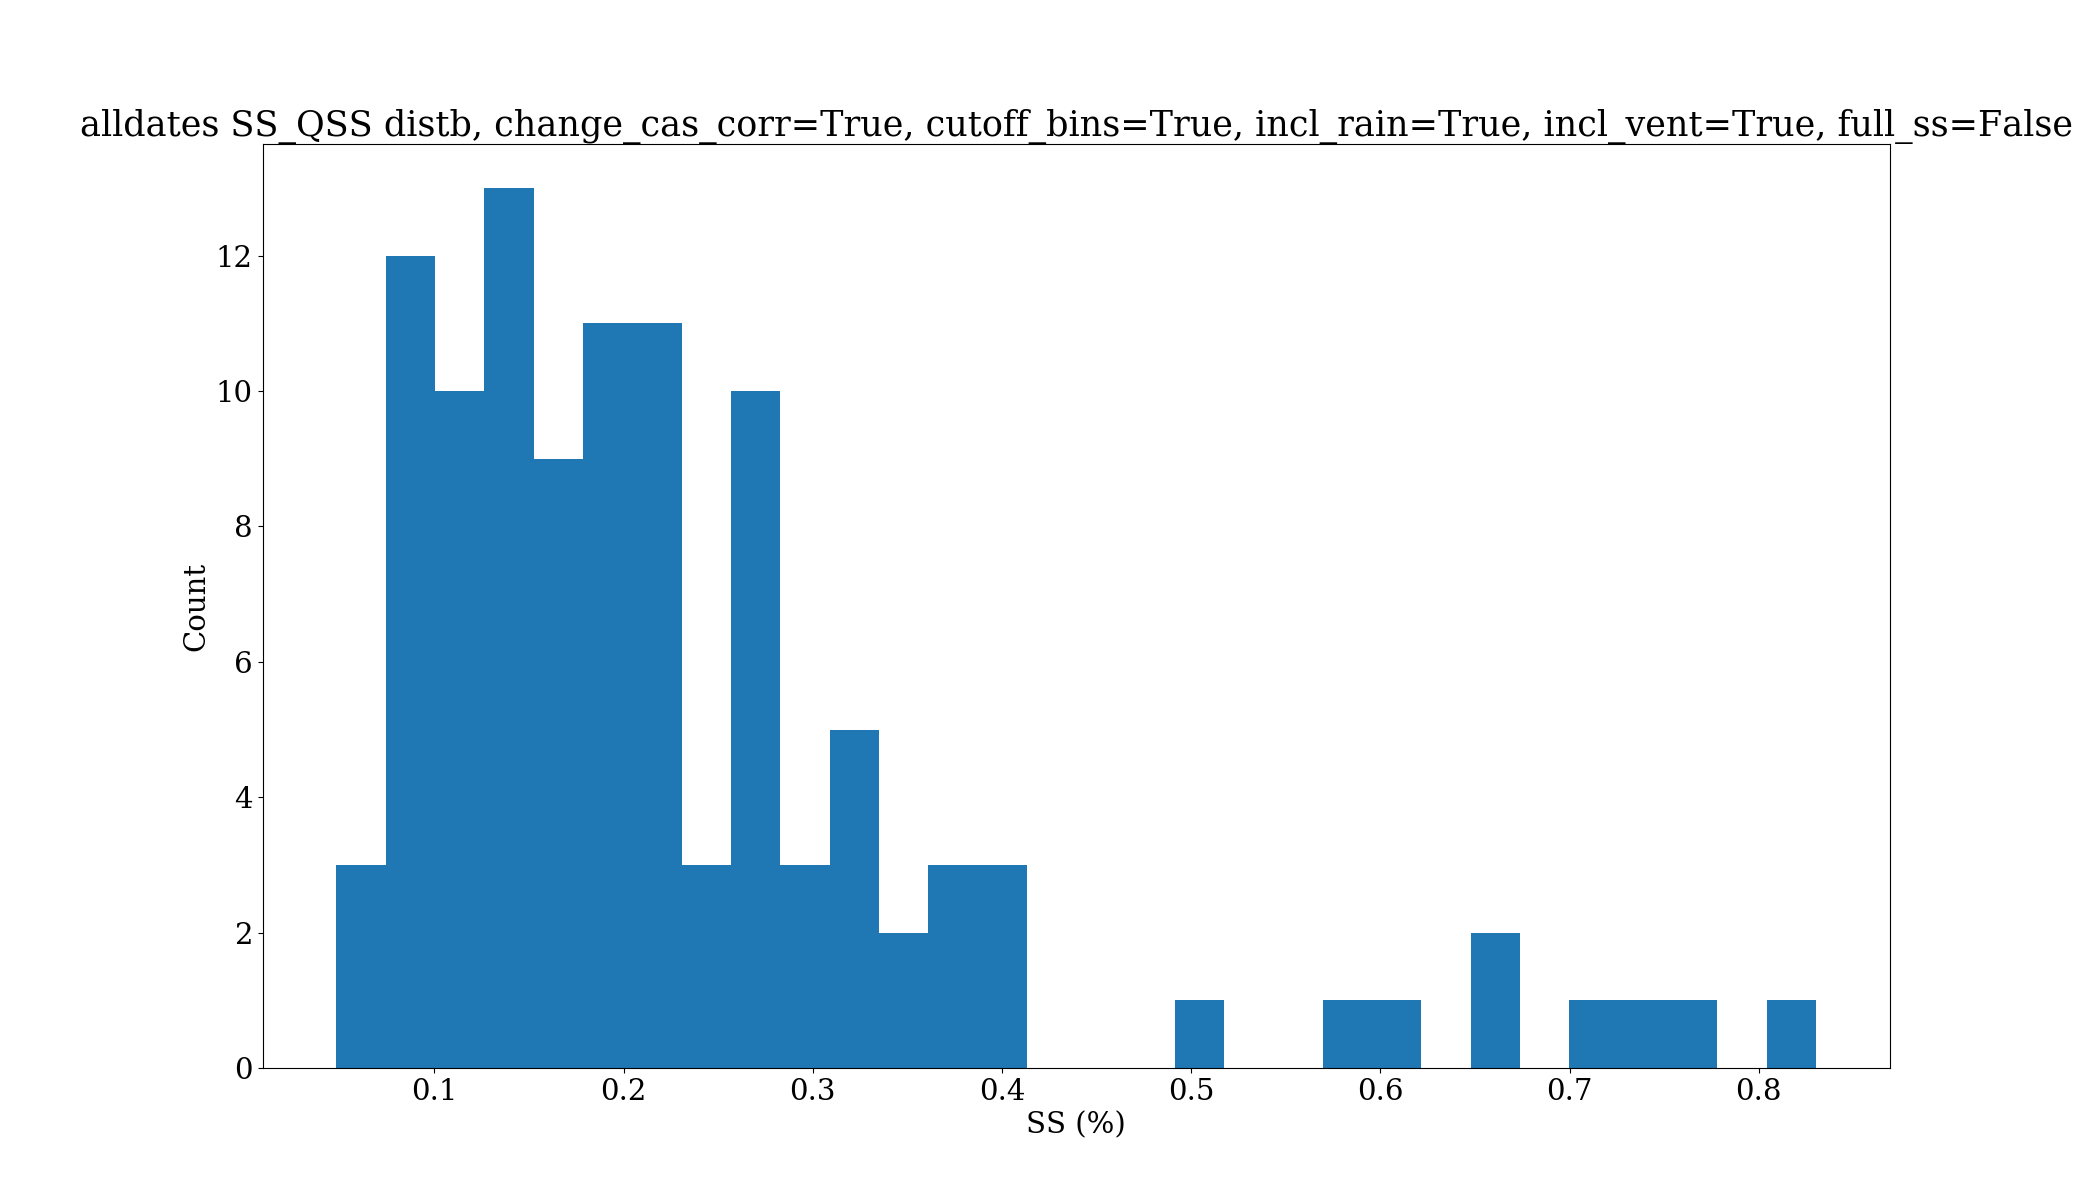 alldates SS_QSS distb, change_cas_corr=True, cutoff_bins=True, incl_rain=True, incl_vent=True, full_ss=False
12
10
8
6
4
2
0
Count
0.1 0.2 0.3 0.4 0.5 0.6 0.7 0.8
SS (%)